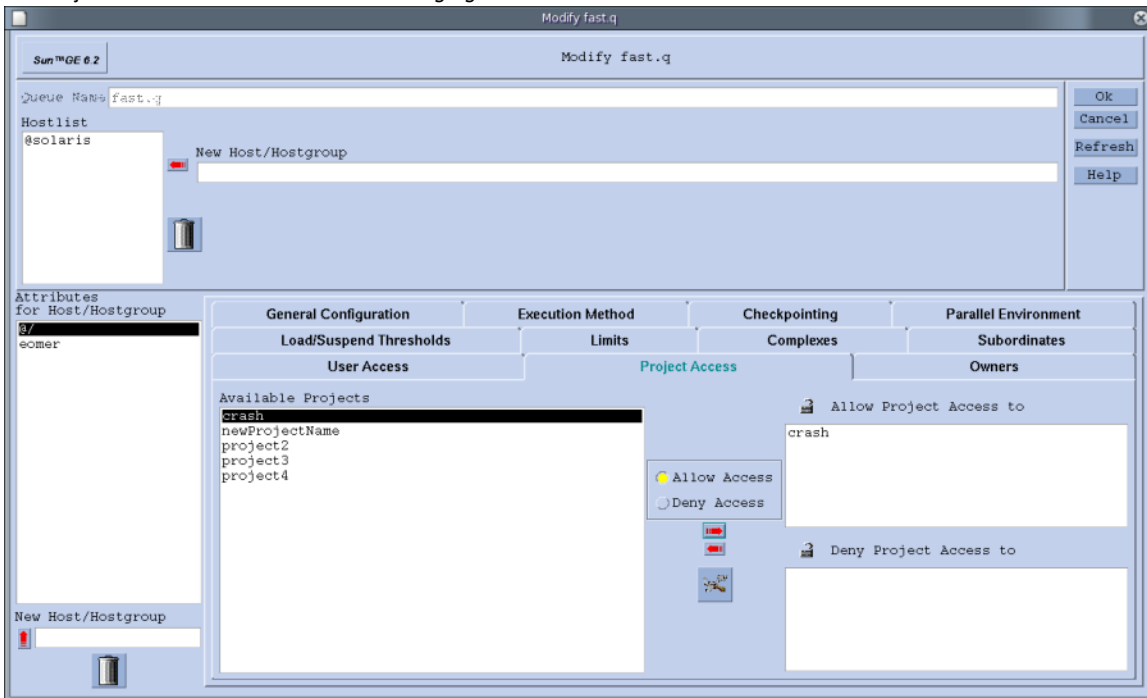 Modify fast.q
Sun™GE 6.2
Modify fast.q
Queue Name fast.q
Hostlist
@solaris
New Host/Hostgroup
Ok
Cancel
Refresh
Help
Attributes
for Host/Hostgroup
@/
eomer
New Host/Hostgroup
General Configuration
Execution Method
Checkpointing
Parallel Environment
Load/Suspend Thresholds
Limits
Complexes
Subordinates
User Access
Project Access
Owners
Available Projects
crash
newProjectName
project2
project3
project4
Allow Access
Deny Access
Allow Project Access to
crash
Deny Project Access to